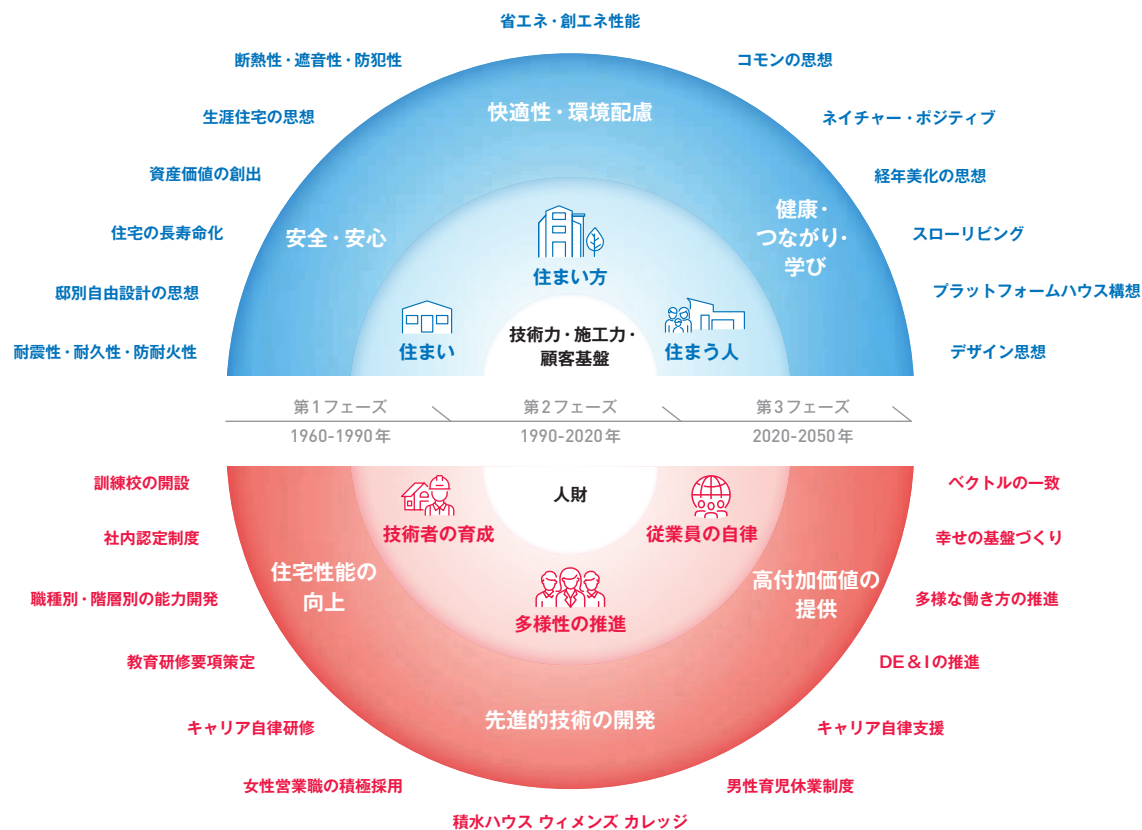 省エネ・創エネ性能
断熱性・遮音性・防犯性
コモンの思想
快適性・環境配慮
生涯住宅の思想
ネイチャー・ポジティブ
資産価値の創出
経年美化の思想
健康・
つながり・
学び
住宅の長寿命化
安全・安心
スローリビング
住まい方
邸別自由設計の思想
プラットフォームハウス構想
技術力・施工力・
顧客基盤
耐震性・耐久性・防耐火性
住まい
住まう人
デザイン思想
第1フェーズ
第2フェーズ
第3フェーズ
1960-1990年
1990-2020年
2020-2050年
訓練校の開設
人財
ベクトルの一致
社内認定制度
技術者の育成
従業員の自律
幸せの基盤づくり
住宅性能の
向上
高付加価値の
提供
職種別・階層別の能力開発
多様性の推進
多様な働き方の推進
教育研修要項策定
DE&Iの推進
先進的技術の開発
キャリア自律研修
キャリア自律支援
女性営業職の積極採用
男性育児休業制度
積水ハウス ウィメンズ カレッジ